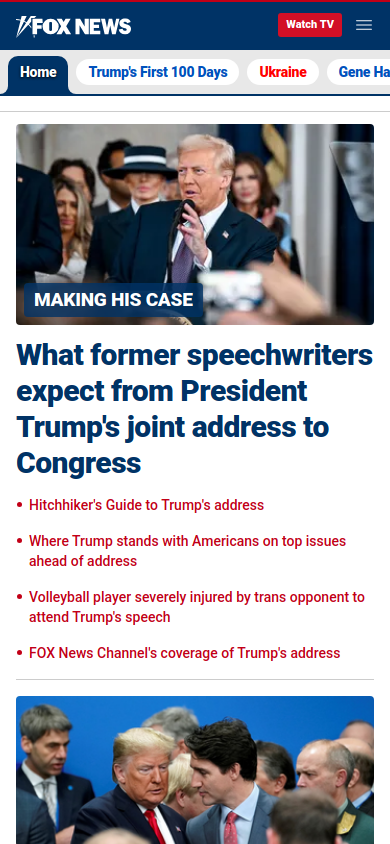 FOX NEWS
Watch TV
Home
Trump's First 100 Days
Ukraine
Gene Ha
MAKING HIS CASE
What former speechwriters
expect from President
Trump's joint address to
Congress
• Hitchhiker's Guide to Trump's address
• Where Trump stands with Americans on top issues
ahead of address
• Volleyball player severely injured by trans opponent to
attend Trump's speech
• FOX News Channel's coverage of Trump's address